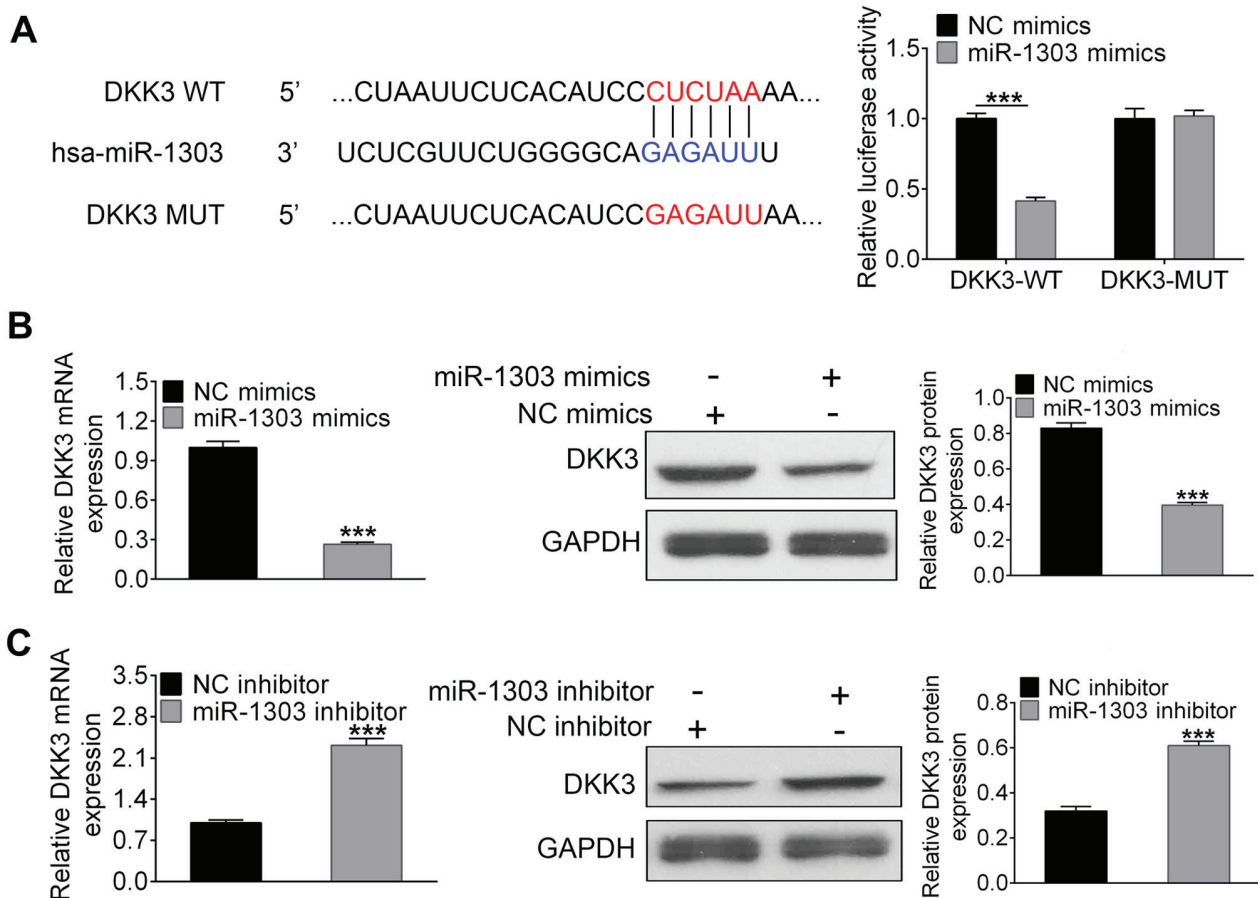 A
DKK3 WT 5’ ...CUAAUUCUCACAUCCCUCUAAAA...
hsa-miR-1303 3’ UCUCGUUCUGGGGCAGAGAUUU
DKK3 MUT 5’ ...CUAAUUCUCACAUCCGAGAUUAA...
Relative luciferase activity
1.5
1.0
0.5
0.0
NC mimics
miR-1303 mimics
***
DKK3-WT DKK3-MUT
B
Relative DKK3 mRNA
expression
1.5
1.2
0.9
0.6
0.3
0.0
NC mimics
miR-1303 mimics
***
miR-1303 mimics - +
NC mimics + -
DKK3
GAPDH
Relative DKK3 protein
expression
1.0
0.8
0.6
0.4
0.2
0.0
NC mimics
miR-1303 mimics
***
C
Relative DKK3 mRNA
expression
3.5
2.8
2.1
1.4
0.7
0.0
NC inhibitor
miR-1303 inhibitor
***
miR-1303 inhibitor - +
NC inhibitor + -
DKK3
GAPDH
Relative DKK3 protein
expression
0.8
0.6
0.4
0.2
0.0
NC inhibitor
miR-1303 inhibitor
***